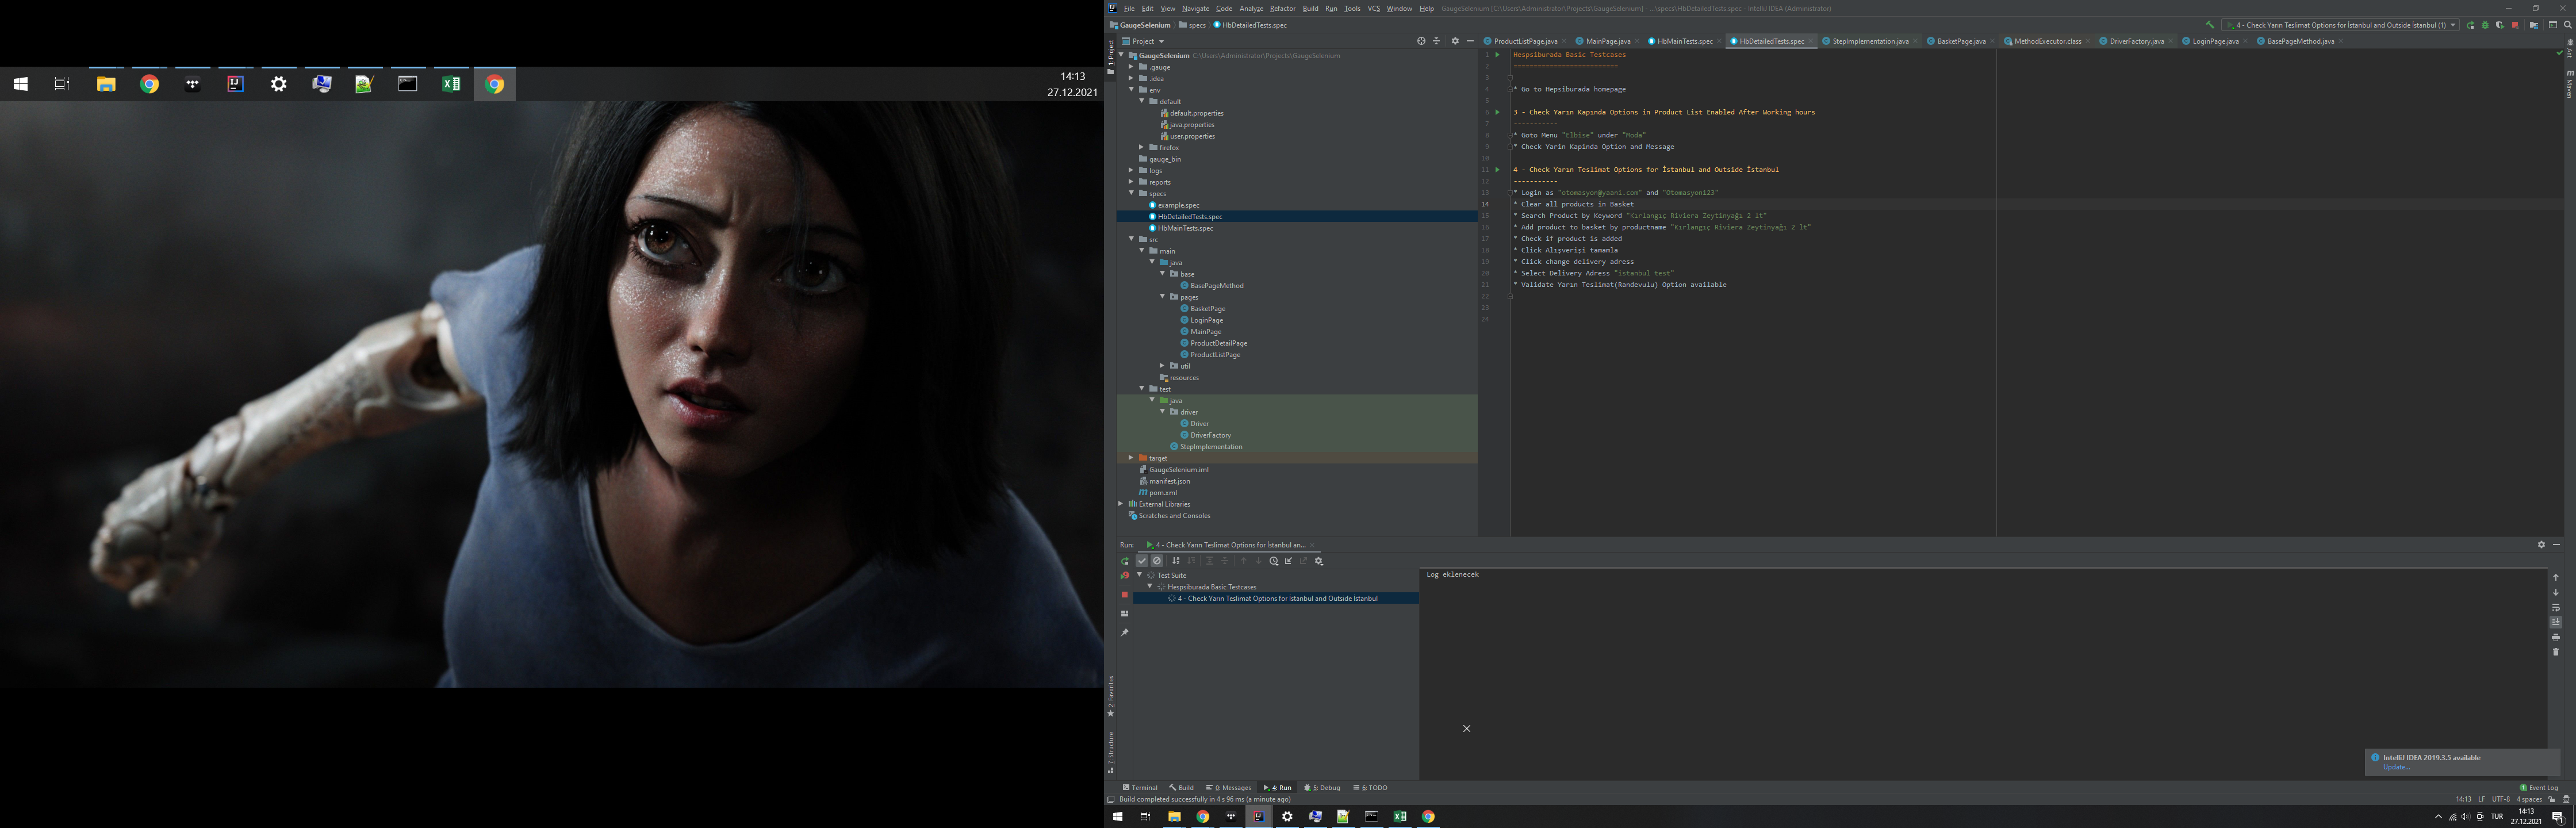 14:13
27.12.2021
File Edit View Navigate Code Analyze Refactor Build Run Tools VCS Window Help GaugeSelenium [C:\Users\Administrator\Projects\GaugeSelenium] - ...\specs\HbDetailedTests.spec - IntelliJ IDEA (Administrator)
GaugeSelenium specs HbDetailedTests.spec
4 - Check Yarın Teslimat Options for İstanbul and Outside İstanbul (1)
Project
ProductListPage.java MainPage.java HbMainTests.spec HbDetailedTests.spec StepImplementation.java BasketPage.java MethodExecutor.class DriverFactory.java LoginPage.java BasePageMethod.java
1: Project
Ant
Maven
GaugeSelenium C:\Users\Administrator\Projects\GaugeSelenium
.gauge
.idea
env
default
default.properties
java.properties
user.properties
firefox
gauge_bin
logs
reports
specs
example.spec
HbDetailedTests.spec
HbMainTests.spec
src
main
java
base
BasePageMethod
pages
BasketPage
LoginPage
MainPage
ProductDetailPage
ProductListPage
util
resources
test
java
driver
Driver
DriverFactory
StepImplementation
target
GaugeSelenium.iml
manifest.json
pom.xml
External Libraries
Scratches and Consoles
1 Hespsiburada Basic Testcases
2 ==========================
3
4 * Go to Hepsiburada homepage
5
6 3 - Check Yarın Kapında Options in Product List Enabled After Working hours
7 -----------
8 * Goto Menu "Elbise" under "Moda"
9 * Check Yarin Kapinda Option and Message
10
11 4 - Check Yarın Teslimat Options for İstanbul and Outside İstanbul
12 -----------
13 * Login as "otomasyon@yaani.com" and "Otomasyon123"
14 * Clear all products in Basket
15 * Search Product by Keyword "Kırlangıç Riviera Zeytinyağı 2 lt"
16 * Add product to basket by productname "Kırlangıç Riviera Zeytinyağı 2 lt"
17 * Check if product is added
18 * Click Alışverişi tamamla
19 * Click change delivery adress
20 * Select Delivery Adress "istanbul test"
21 * Validate Yarın Teslimat(Randevulu) Option available
22
23
24
Run: 4 - Check Yarın Teslimat Options for İstanbul an...
Test Suite
Hespsiburada Basic Testcases
4 - Check Yarın Teslimat Options for İstanbul and Outside İstanbul
Log eklenecek
2: Favorites
7: Structure
IntelliJ IDEA 2019.3.5 available
Update...
Terminal Build 0: Messages 4: Run 5: Debug 6: TODO
Event Log
Build completed successfully in 4 s 96 ms (a minute ago)
14:13 LF UTF-8 4 spaces
TUR
14:13
27.12.2021